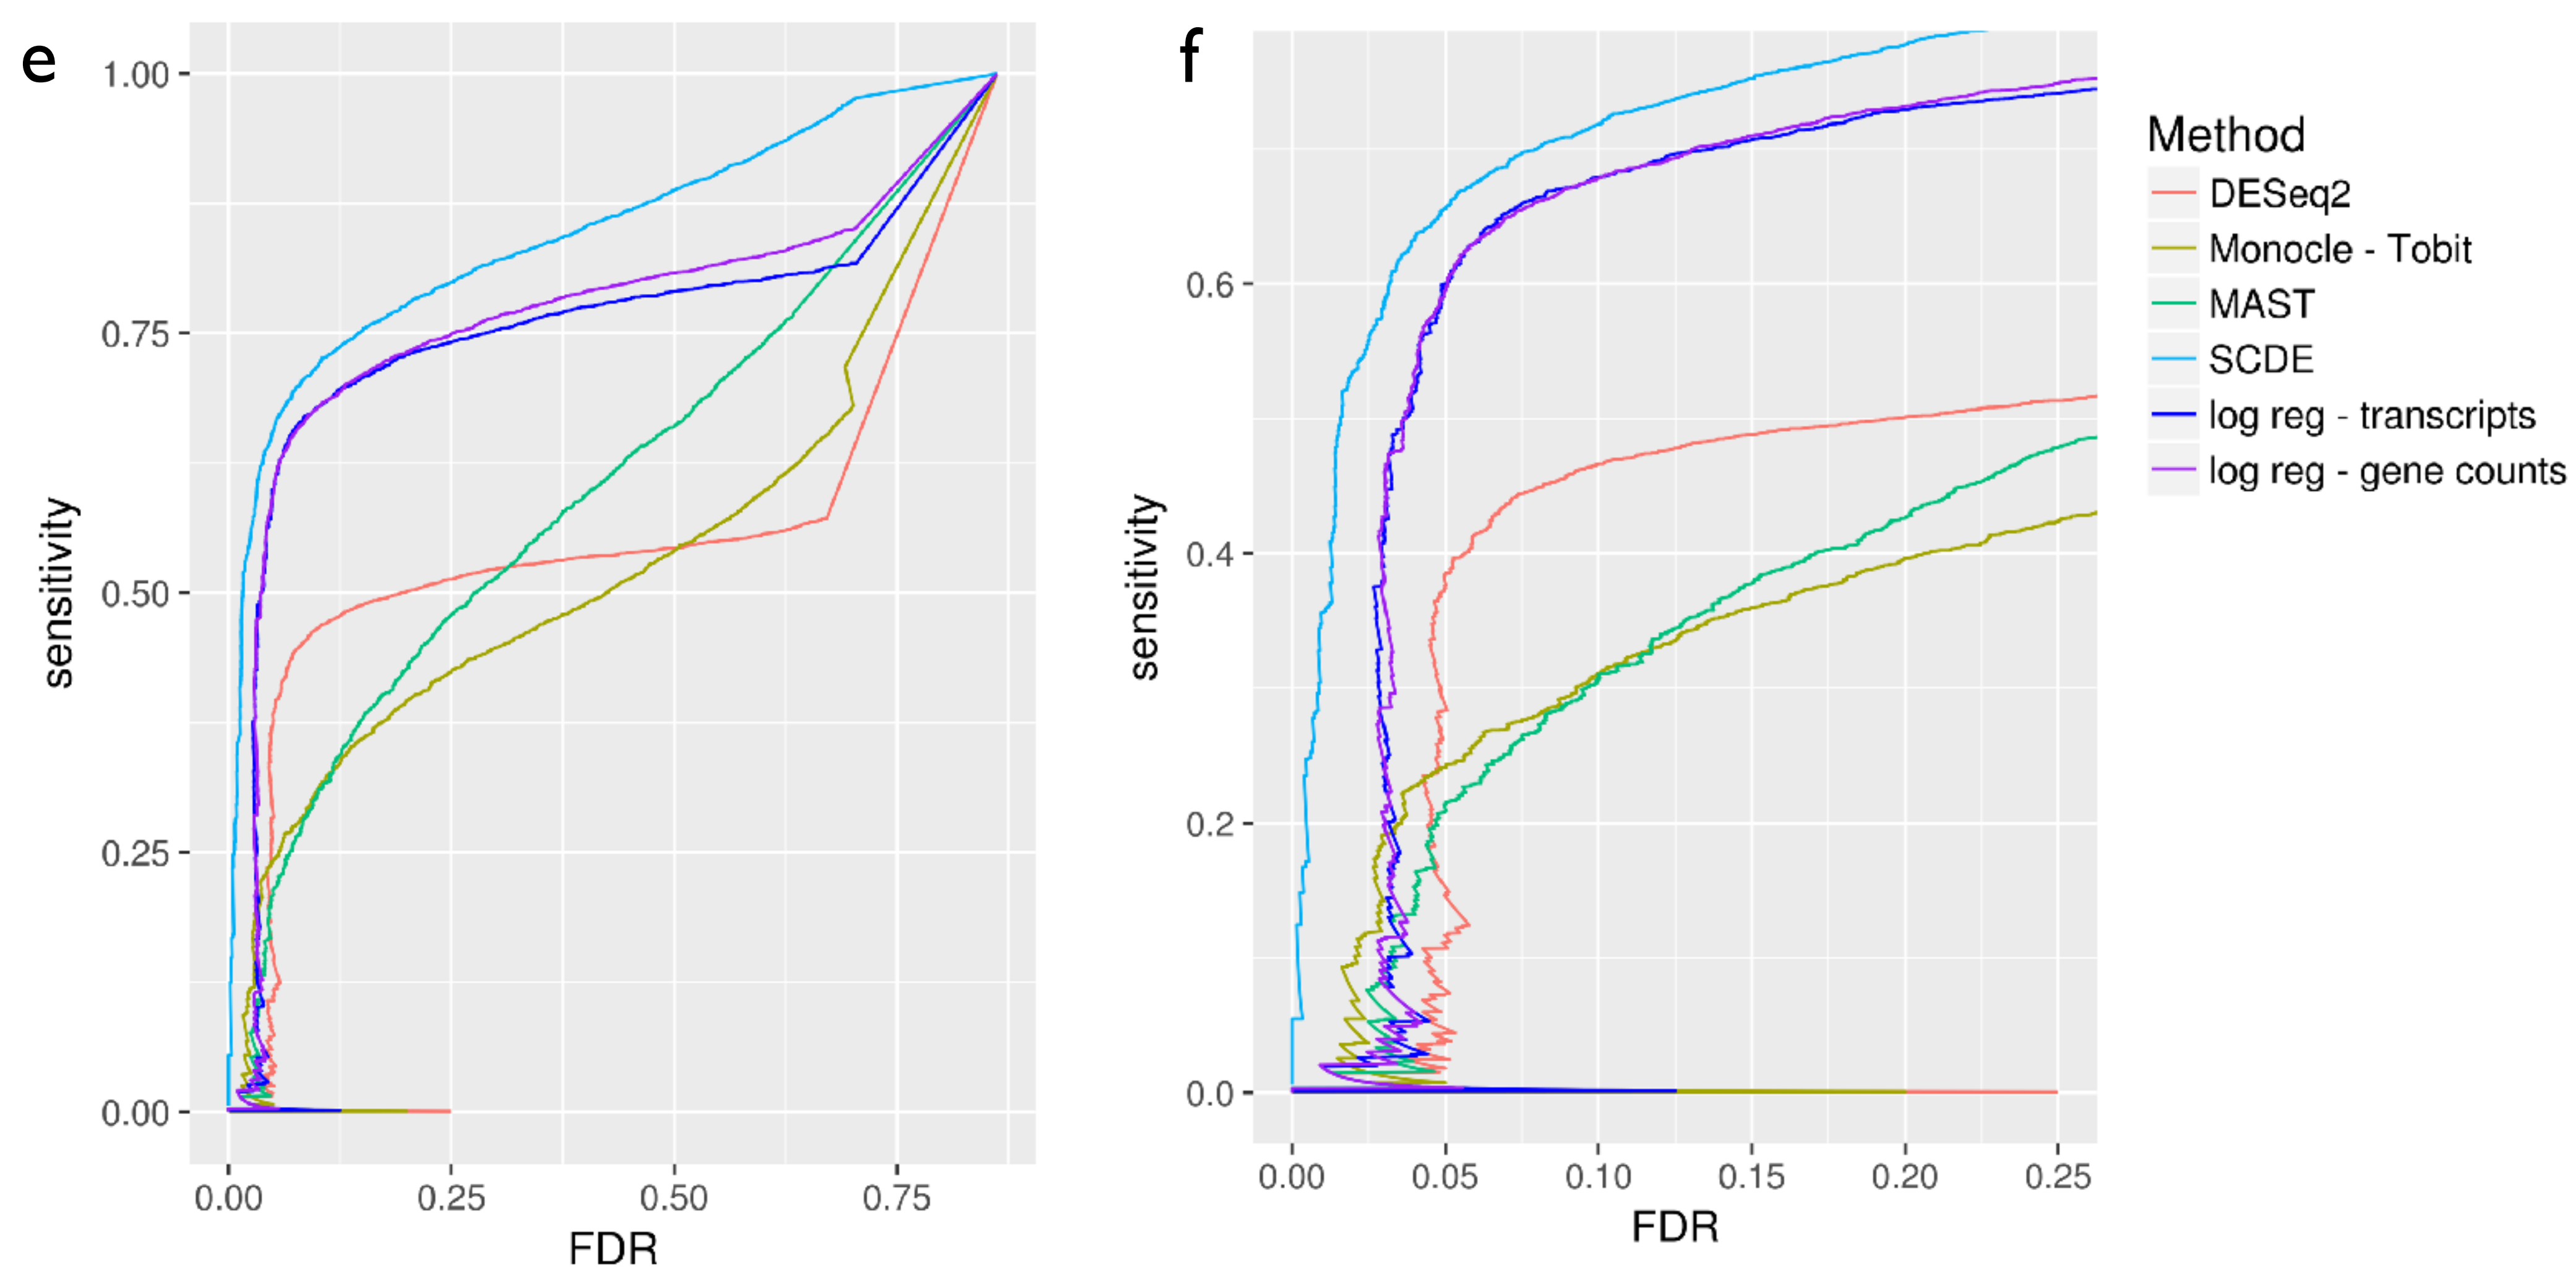 e
1.00
0.75
0.50
0.25
0.00
sensitivity
0.00 0.25 0.50 0.75
FDR
f
0.6
0.4
0.2
0.0
sensitivity
0.00 0.05 0.10 0.15 0.20 0.25
FDR
Method
DESeq2
Monocle - Tobit
MAST
SCDE
log reg - transcripts
log reg - gene counts